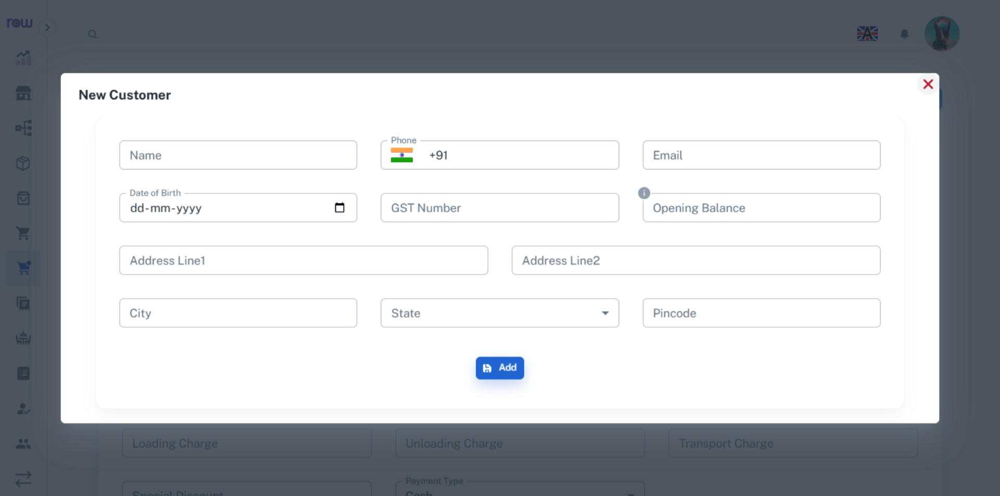 row
New Customer
Name
Phone
+91
Email
Date of Birth
dd-mm-yyyy
GST Number
Opening Balance
Address Line1
Address Line2
City
State
Pincode
Add
Loading Charge
Unloading Charge
Transport Charge
Special Discount
Payment Type
Cash